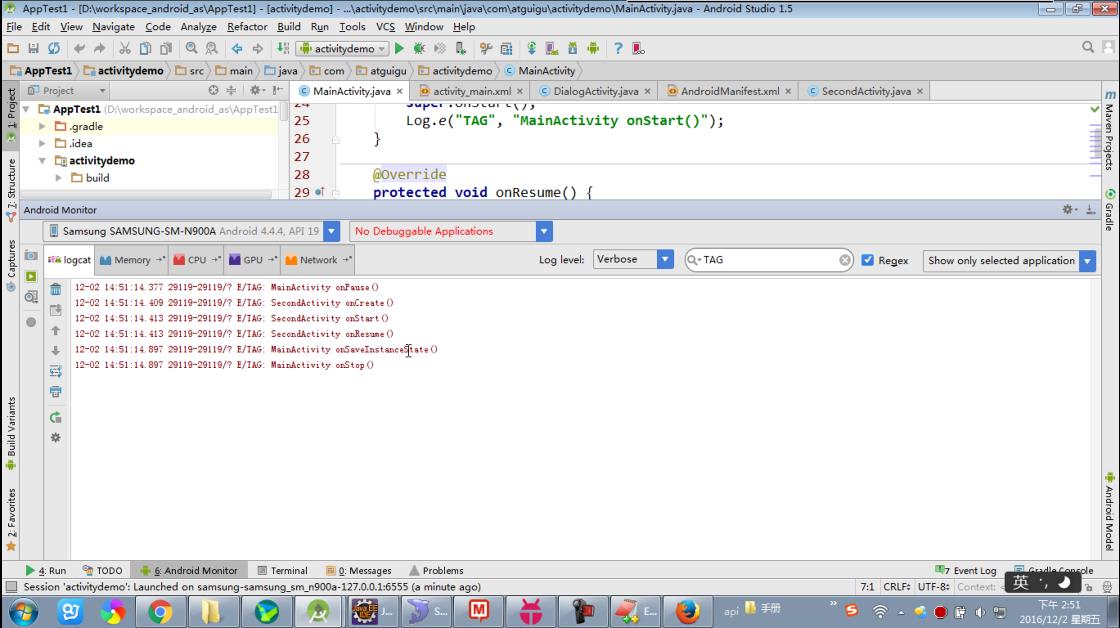 AppTest1 - [D:\workspace_android_as\AppTest1] - [activitydemo] - ...\activitydemo\src\main\java\com\atguigu\activitydemo\MainActivity.java - Android Studio 1.5
File Edit View Navigate Code Analyze Refactor Build Run Tools VCS Window Help
activitydemo
AppTest1 activitydemo src main java com atguigu activitydemo MainActivity
Project
MainActivity.java activity_main.xml DialogActivity.java AndroidManifest.xml SecondActivity.java
1: Project
Z: Structure
Captures
Build Variants
2: Favorites
AppTest1 (D:\workspace_android_as\AppTest1
.gradle
.idea
activitydemo
build
24 super.onStart();
25 Log.e("TAG", "MainActivity onStart()");
26 }
27
28 @Override
29 protected void onResume() {
Maven Projects
Gradle
Android Model
Android Monitor
Samsung SAMSUNG-SM-N900A Android 4.4.4, API 19 No Debuggable Applications
logcat Memory CPU GPU Network Log level: Verbose TAG Regex Show only selected application
12-02 14:51:14.377 29119-29119/? E/TAG: MainActivity onPause()
12-02 14:51:14.409 29119-29119/? E/TAG: SecondActivity onCreate()
12-02 14:51:14.413 29119-29119/? E/TAG: SecondActivity onStart()
12-02 14:51:14.413 29119-29119/? E/TAG: SecondActivity onResume()
12-02 14:51:14.897 29119-29119/? E/TAG: MainActivity onSaveInstanceState()
12-02 14:51:14.897 29119-29119/? E/TAG: MainActivity onStop()
4: Run TODO 6: Android Monitor Terminal 0: Messages Problems 7 Event Log Gradle Console
Session 'activitydemo': Launched on samsung-samsung_sm_n900a-127.0.0.1:6555 (a minute ago) 7:1 CRLF UTF-8 Context:
英
J... S... E... api 手册
下午 2:51
2016/12/2 星期五